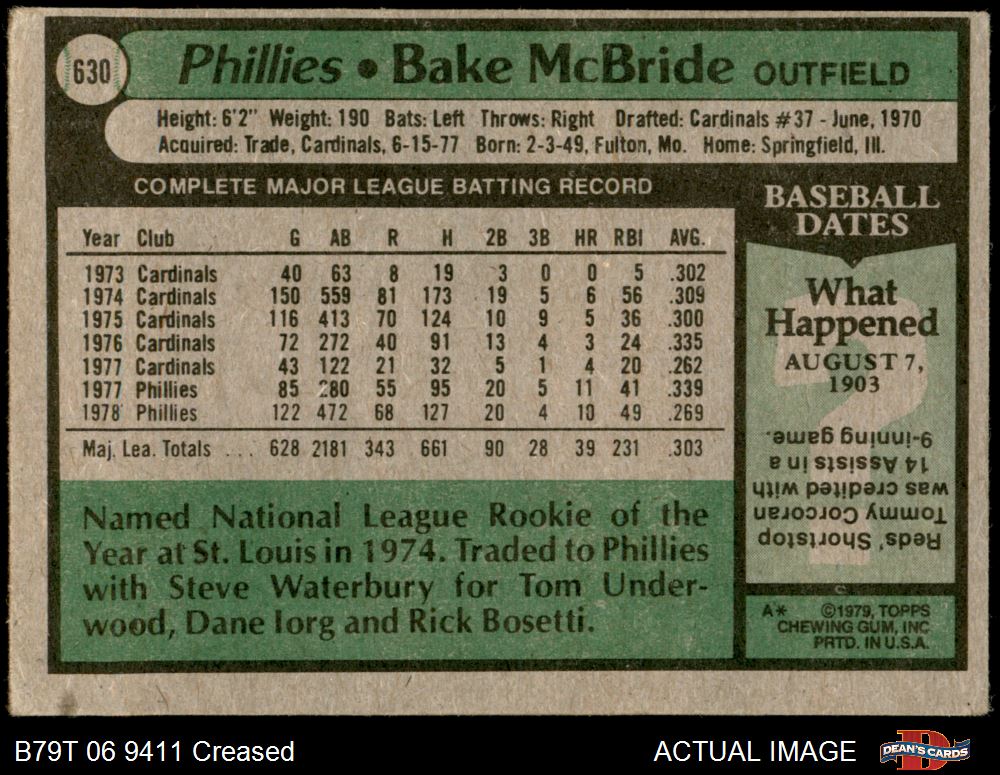 630
Phillies • Bake McBride OUTFIELD
Height: 6'2" Weight: 190 Bats: Left Throws: Right Drafted: Cardinals #37 - June, 1970
Acquired: Trade, Cardinals, 6-15-77 Born: 2-3-49, Fulton, Mo. Home: Springfield, Ill.
COMPLETE MAJOR LEAGUE BATTING RECORD
Year Club G AB R H 2B 3B HR RBI AVG.
1973 Cardinals 40 63 8 19 3 0 0 5 .302
1974 Cardinals 150 559 81 173 19 5 6 56 .309
1975 Cardinals 116 413 70 124 10 9 5 36 .300
1976 Cardinals 72 272 40 91 13 4 3 24 .335
1977 Cardinals 43 122 21 32 5 1 4 20 .262
1977 Phillies 85 280 55 95 20 5 11 41 .339
1978 Phillies 122 472 68 127 20 4 10 49 .269
Maj. Lea. Totals ... 628 2181 343 661 90 28 39 231 .303
Named National League Rookie of the
Year at St. Louis in 1974. Traded to Phillies
with Steve Waterbury for Tom Under-
wood, Dane Iorg and Rick Bosetti.
BASEBALL
DATES
What
Happened
AUGUST 7,
1903
Reds' Shortstop
Tommy Corcoran
was credited with
14 Assists in a
9-inning game.
A* ©1979, TOPPS
CHEWING GUM, INC
PRTD. IN U.S.A.
B79T 06 9411 Creased
ACTUAL IMAGE
DEAN'S CARDS